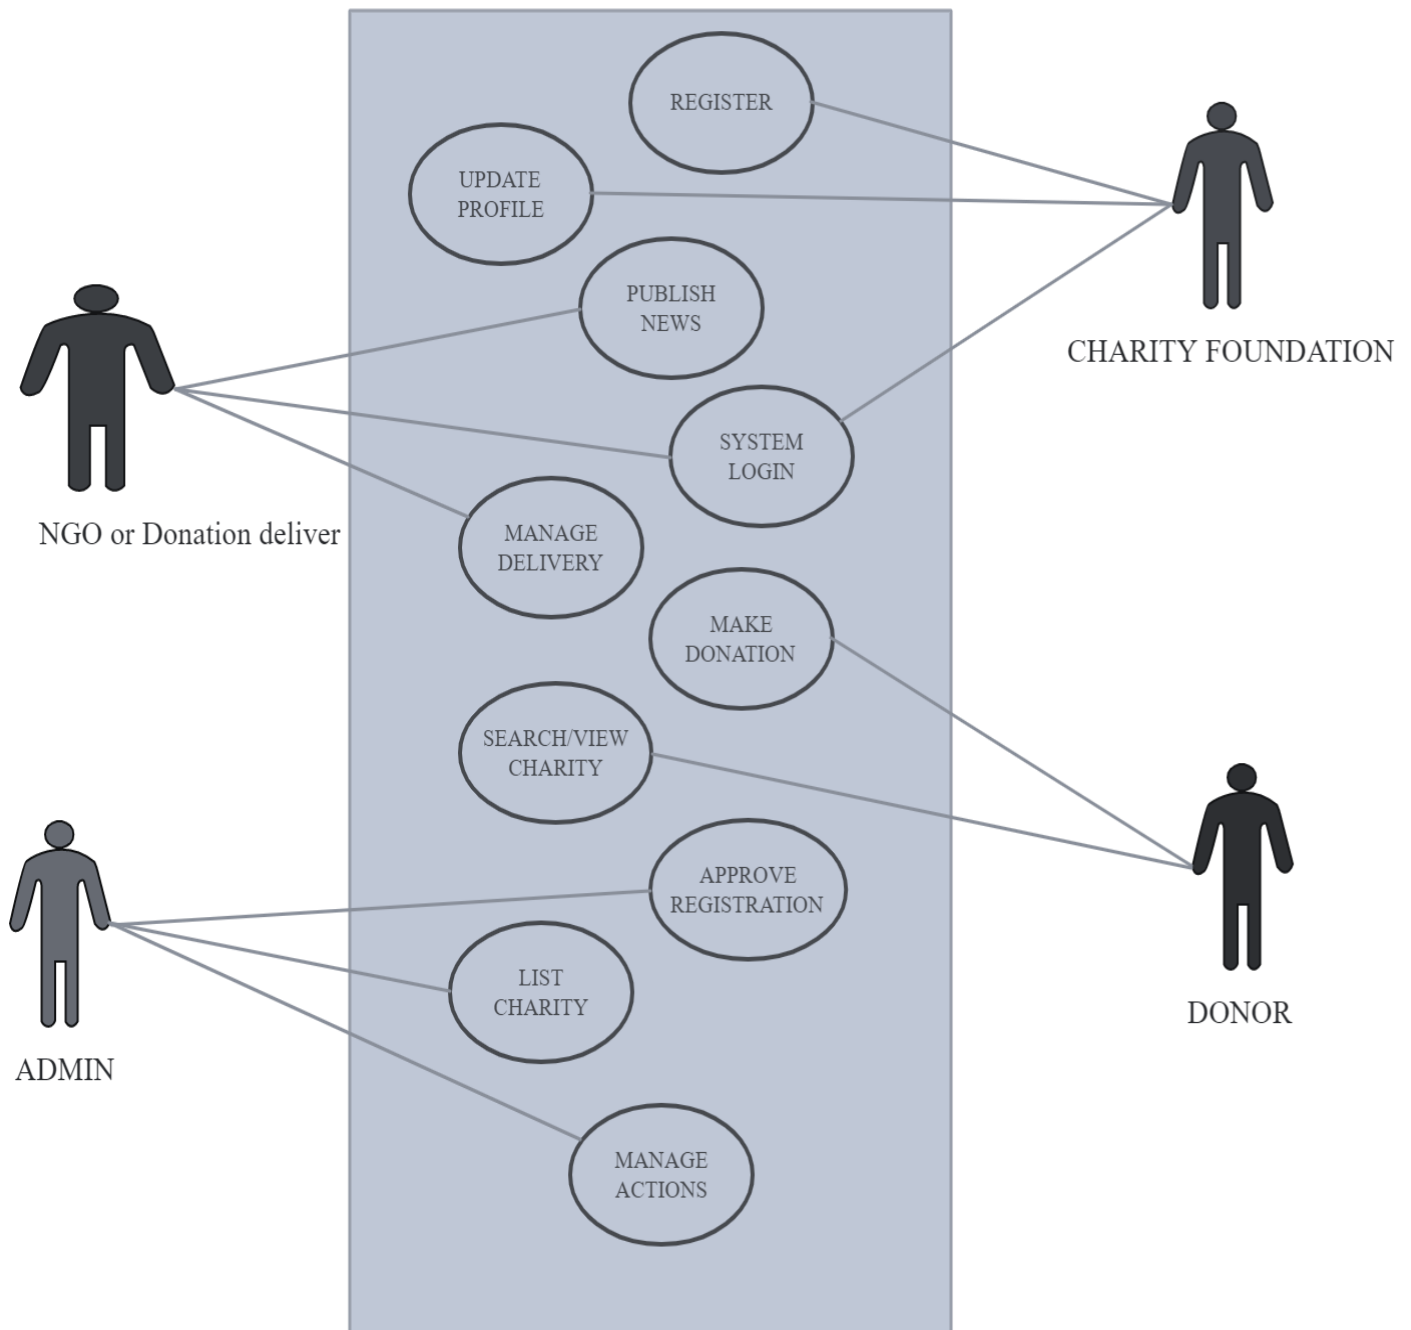 REGISTER
UPDATE
PROFILE
PUBLISH
NEWS
CHARITY FOUNDATION
SYSTEM
LOGIN
NGO or Donation deliver
MANAGE
DELIVERY
MAKE
DONATION
SEARCH/VIEW
CHARITY
APPROVE
REGISTRATION
LIST
CHARITY
DONOR
ADMIN
MANAGE
ACTIONS